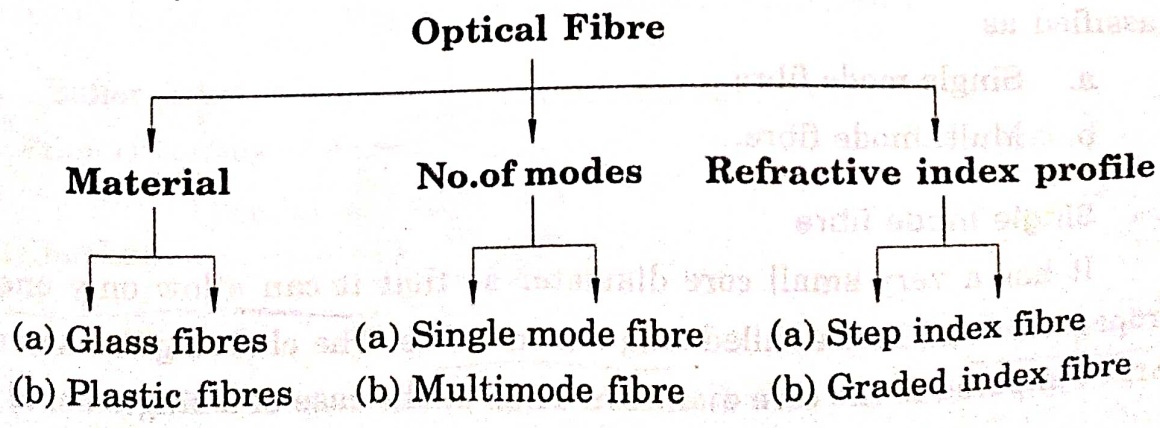 Optical Fibre
Material
No.of modes
Refractive index profile
(a) Glass fibres
(b) Plastic fibres
(a) Single mode fibre
(b) Multimode fibre
(a) Step index fibre
(b) Graded index fibre